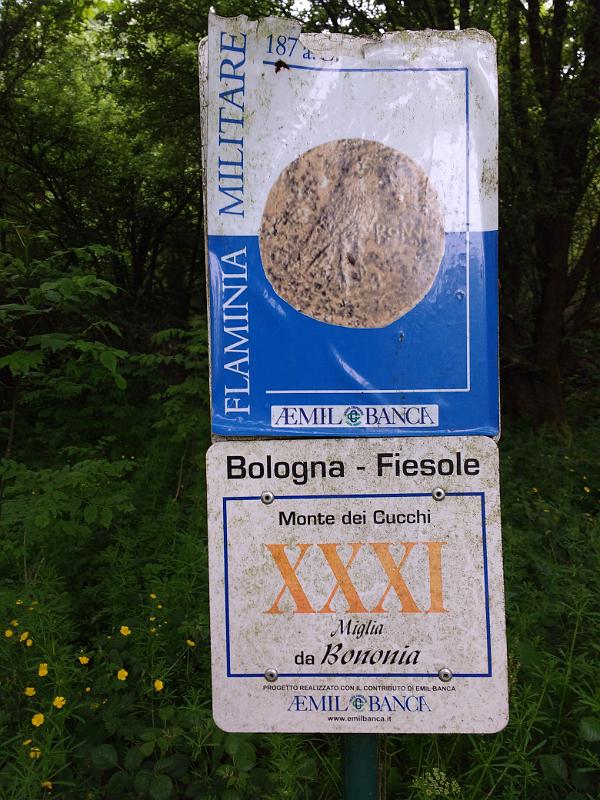 187 a.
FLAMINIA MILITARE
ÆMIL BANCA
Bologna - Fiesole
Monte dei Cucchi
XXXI
Miglia
da Bononia
PROGETTO REALIZZATO CON IL CONTRIBUTO DI EMIL BANCA
ÆMIL BANCA
www.emilbanca.it